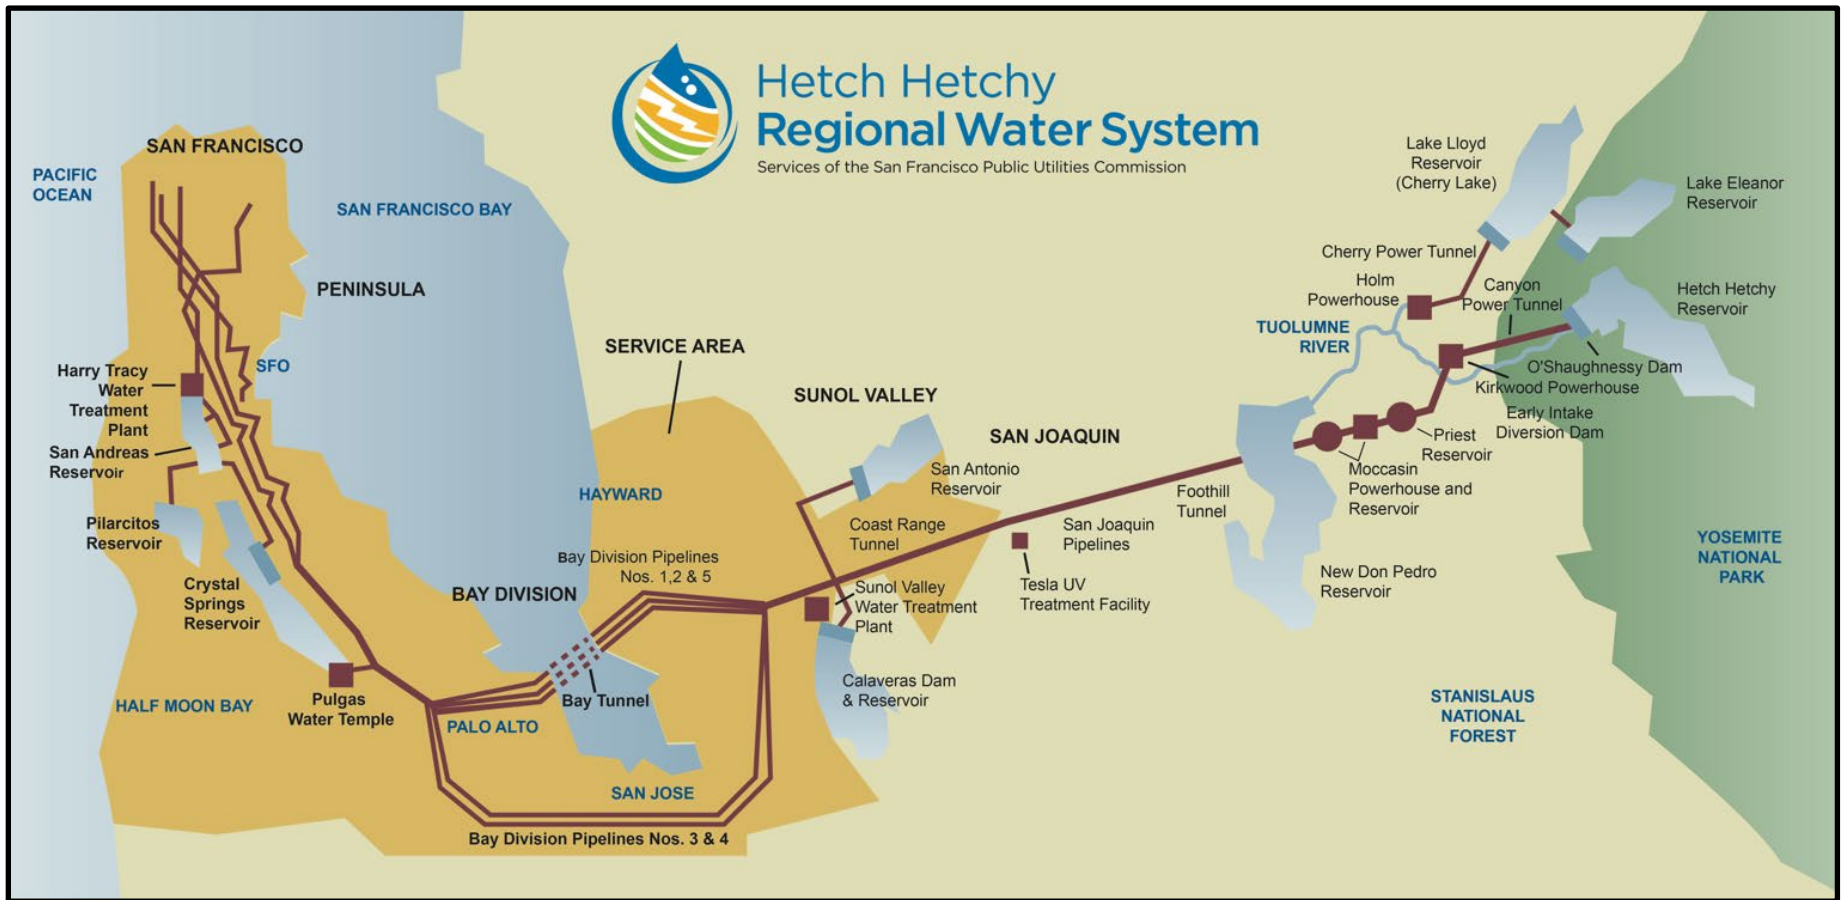 Hetch Hetchy
Regional Water System
Services of the San Francisco Public Utilities Commission
SAN FRANCISCO
PACIFIC
OCEAN
SAN FRANCISCO BAY
PENINSULA
SFO
Harry Tracy
Water
Treatment
Plant
San Andreas
Reservoir
Pilarcitos
Reservoir
Crystal
Springs
Reservoir
HALF MOON BAY
Pulgas
Water Temple
PALO ALTO
BAY DIVISION
Bay Tunnel
SAN JOSE
Bay Division Pipelines Nos. 3 & 4
Bay Division Pipelines
Nos. 1,2 & 5
HAYWARD
SERVICE AREA
SUNOL VALLEY
San Antonio
Reservoir
Coast Range
Tunnel
Sunol Valley
Water Treatment
Plant
Calaveras Dam
& Reservoir
SAN JOAQUIN
San Joaquin
Pipelines
Tesla UV
Treatment Facility
Foothill
Tunnel
New Don Pedro
Reservoir
Moccasin
Powerhouse and
Reservoir
Priest
Reservoir
Early Intake
Diversion Dam
Kirkwood Powerhouse
O'Shaughnessy Dam
TUOLUMNE
RIVER
Holm
Powerhouse
Cherry Power Tunnel
Canyon
Power Tunnel
Lake Lloyd
Reservoir
(Cherry Lake)
Lake Eleanor
Reservoir
Hetch Hetchy
Reservoir
YOSEMITE
NATIONAL
PARK
STANISLAUS
NATIONAL
FOREST